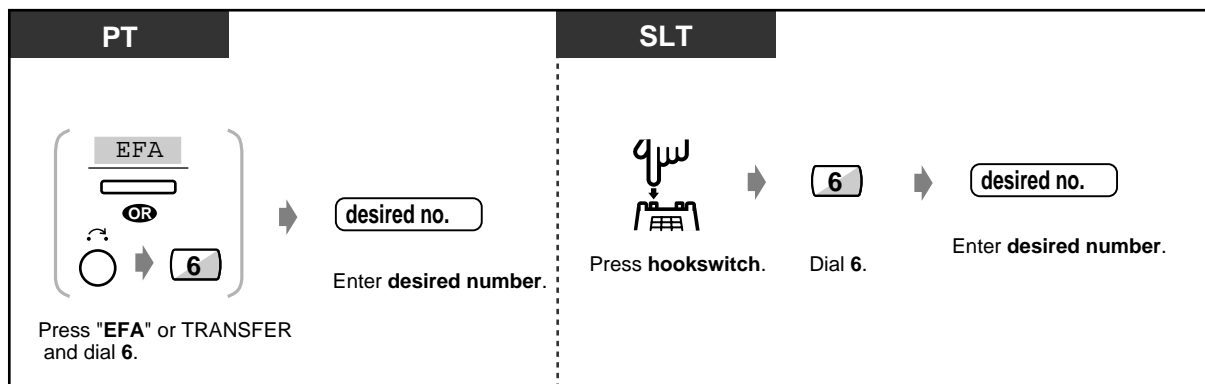 PT
EFA
OR
6
desired no.
Enter desired number.
Press "EFA" or TRANSFER
and dial 6.
SLT
6
desired no.
Press hookswitch.
Dial 6.
Enter desired number.